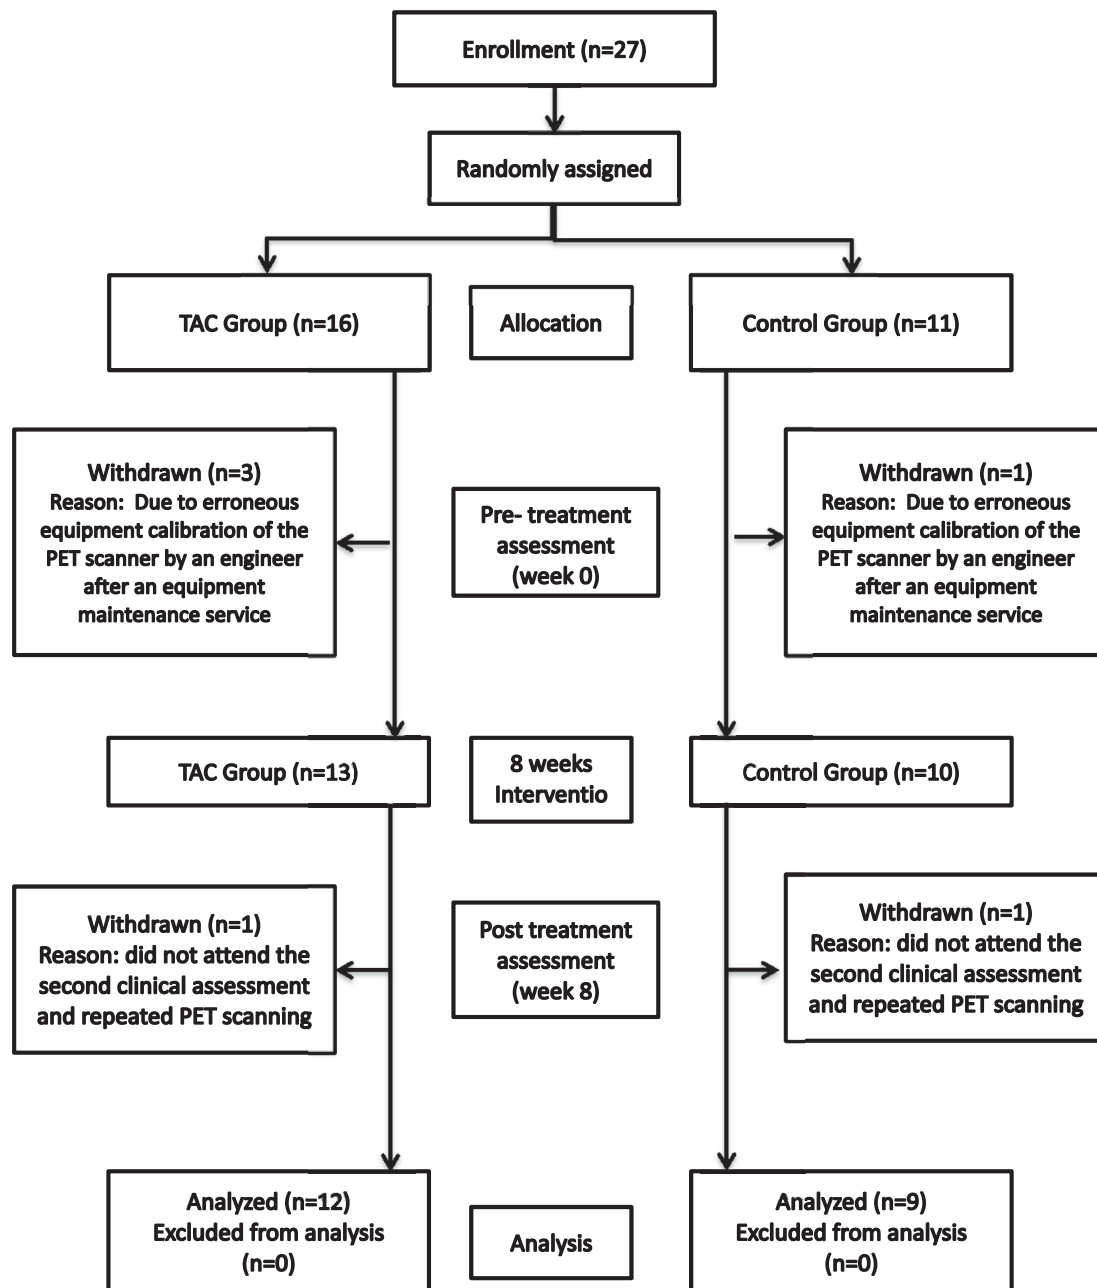 Enrollment (n=27)
Randomly assigned
TAC Group (n=16)
Allocation
Control Group (n=11)
Withdrawn (n=3)
Reason:  Due to erroneous
equipment calibration of the
PET scanner by an engineer
after an equipment
maintenance service
Pre- treatment
assessment
(week 0)
Withdrawn (n=1)
Reason:  Due to erroneous
equipment calibration of the
PET scanner by an engineer
after an equipment
maintenance service
TAC Group (n=13)
8 weeks
Interventio
Control Group (n=10)
Withdrawn (n=1)
Reason: did not attend the
second clinical assessment
and repeated PET scanning
Post treatment
assessment
(week 8)
Withdrawn (n=1)
Reason: did not attend the
second clinical assessment
and repeated PET scanning
Analyzed (n=12)
Excluded from analysis
(n=0)
Analysis
Analyzed (n=9)
Excluded from analysis
(n=0)